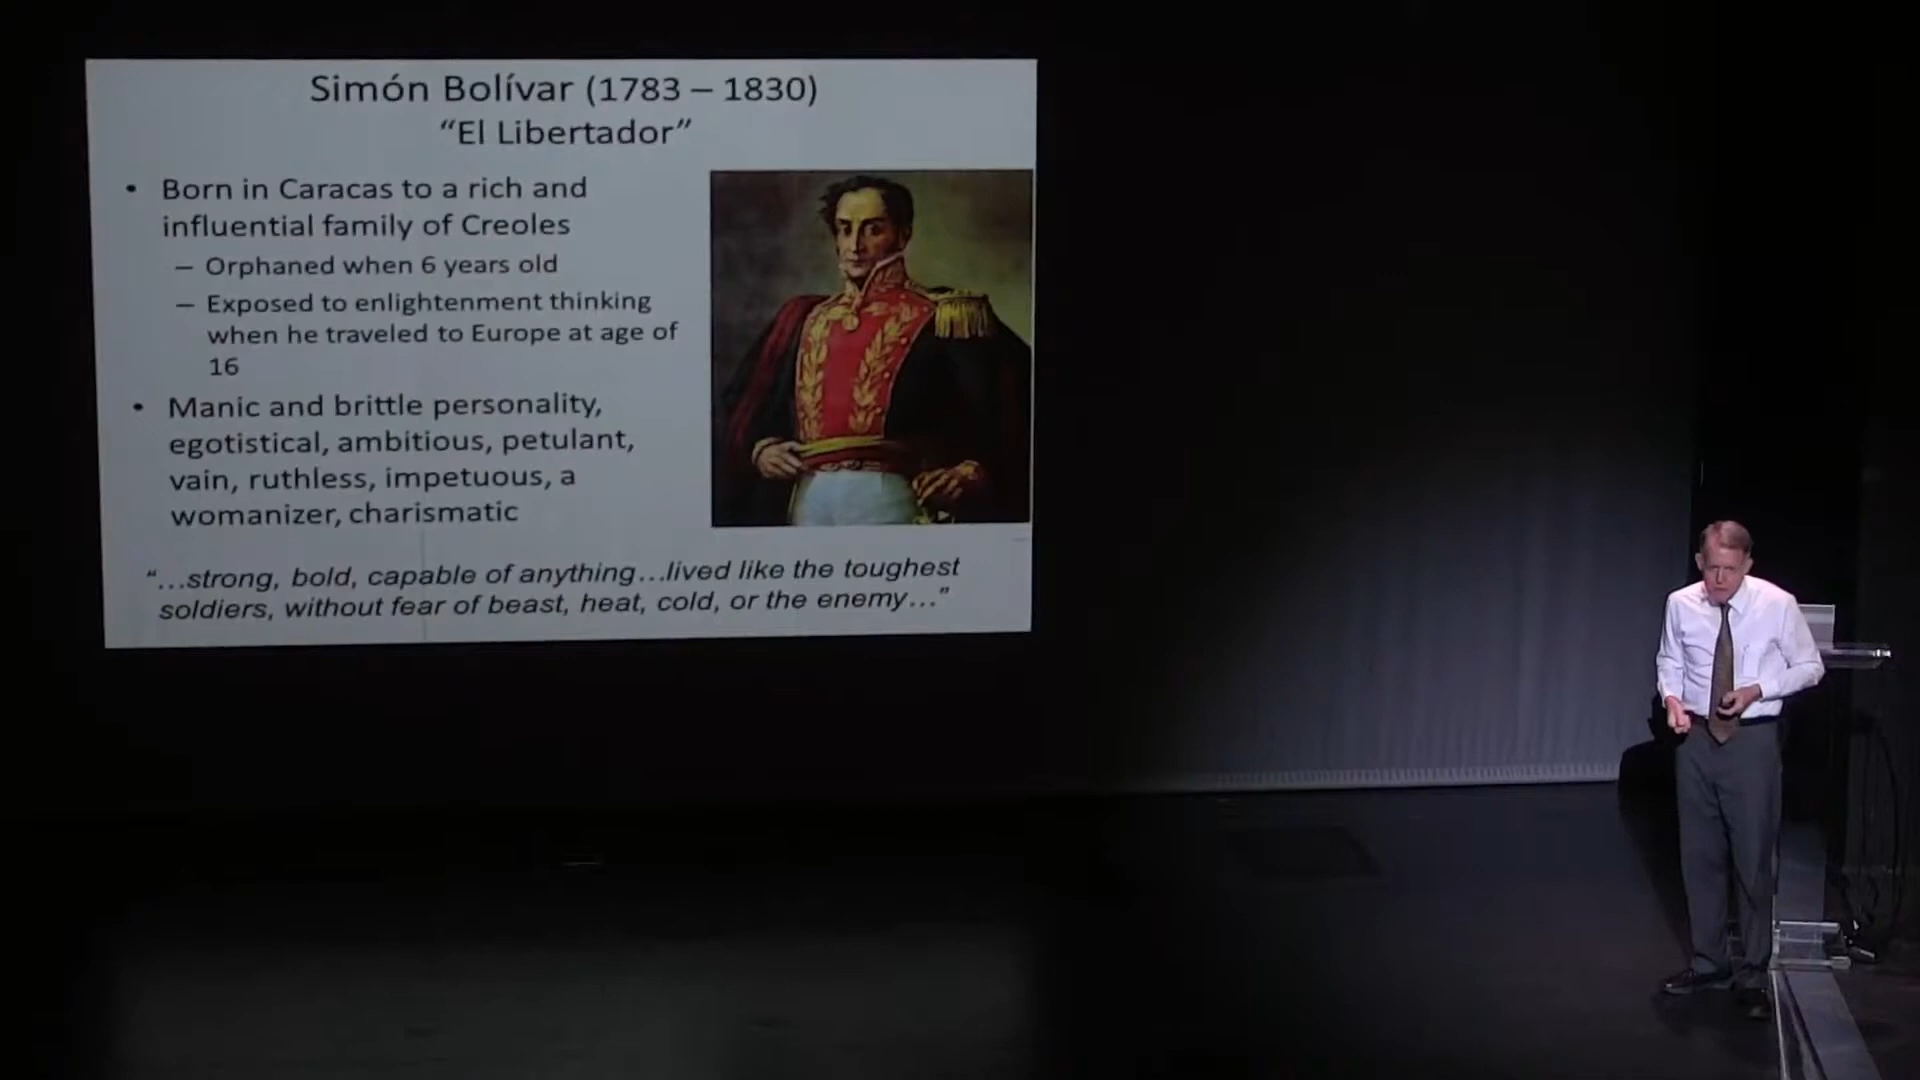 Simón Bolívar (1783 – 1830)
“El Libertador”
• Born in Caracas to a rich and
influential family of Creoles
– Orphaned when 6 years old
– Exposed to enlightenment thinking
when he traveled to Europe at age of
16
• Manic and brittle personality,
egotistical, ambitious, petulant,
vain, ruthless, impetuous, a
womanizer, charismatic
“…strong, bold, capable of anything…lived like the toughest
soldiers, without fear of beast, heat, cold, or the enemy…”